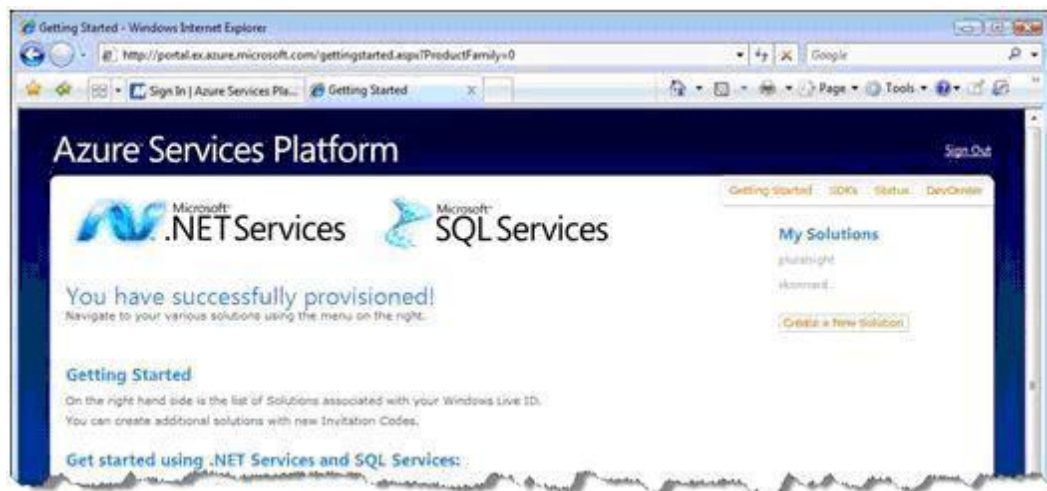 Getting Started - Windows Internet Explorer
http://portal.ex.azure.microsoft.com/gettingstarted.aspx?ProductFamily=0
Google
Sign In | Azure Services Pla...
Getting Started
Page
Tools
Azure Services Platform
Sign Out
Getting Started SDKs Status DevCenter
Microsoft
.NET Services
Microsoft
SQL Services
My Solutions
pluralsight
skonnard
Create a New Solution
You have successfully provisioned!
Navigate to your various solutions using the menu on the right.
Getting Started
On the right hand side is the list of Solutions associated with your Windows Live ID.
You can create additional solutions with new Invitation Codes.
Get started using .NET Services and SQL Services: